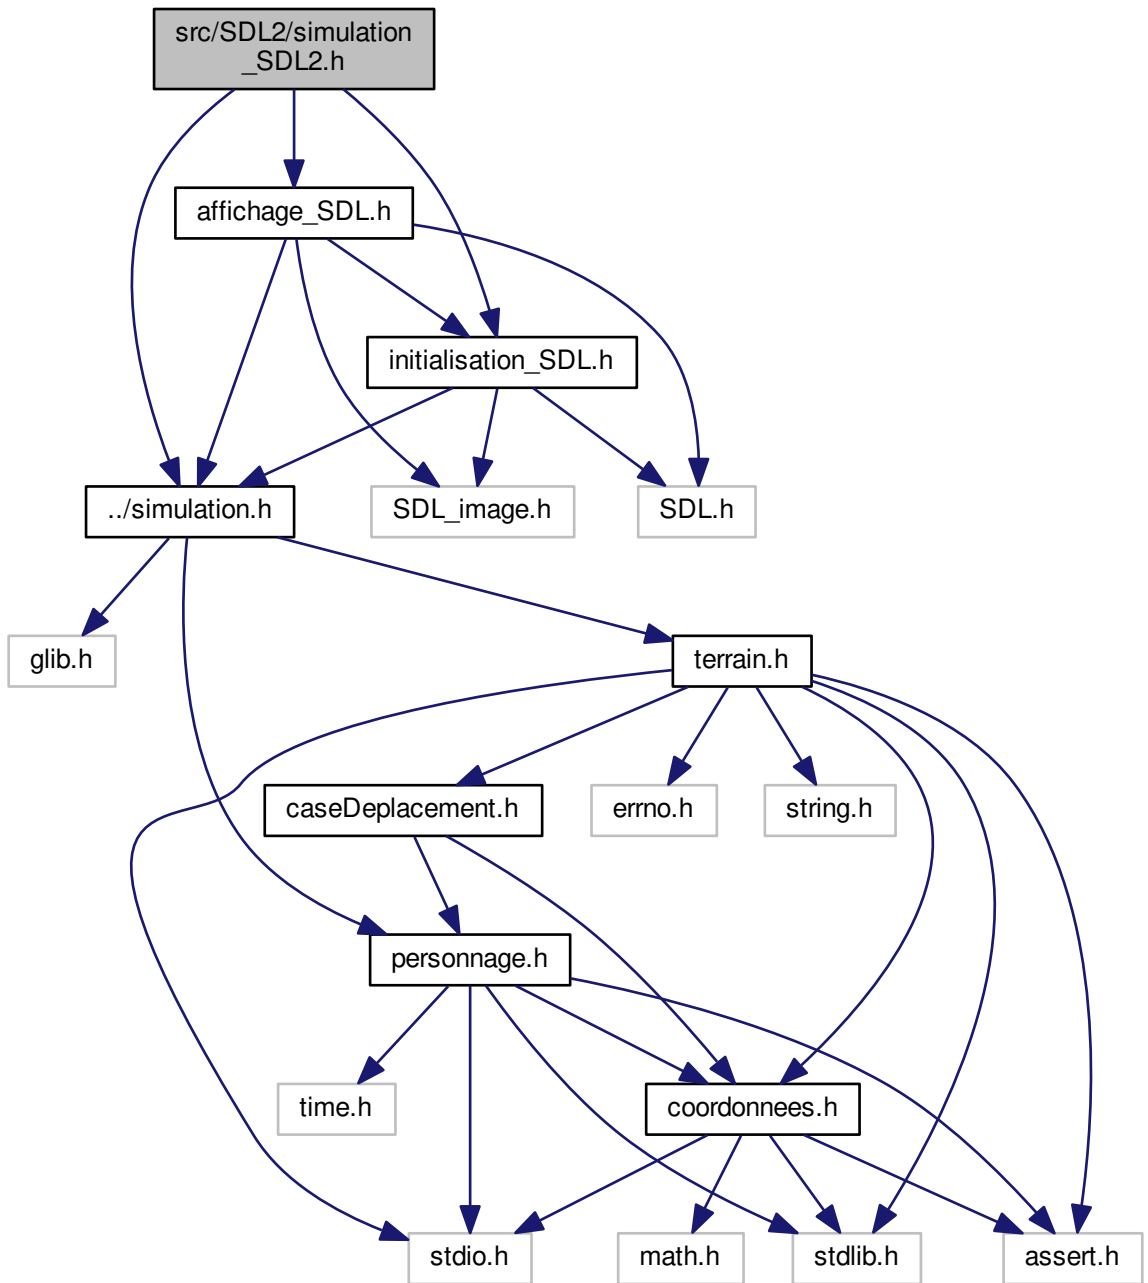 src/SDL2/simulation
_SDL2.h
affichage_SDL.h
initialisation_SDL.h
../simulation.h
SDL_image.h
SDL.h
glib.h
terrain.h
caseDeplacement.h
errno.h
string.h
personnage.h
time.h
coordonnees.h
stdio.h
math.h
stdlib.h
assert.h